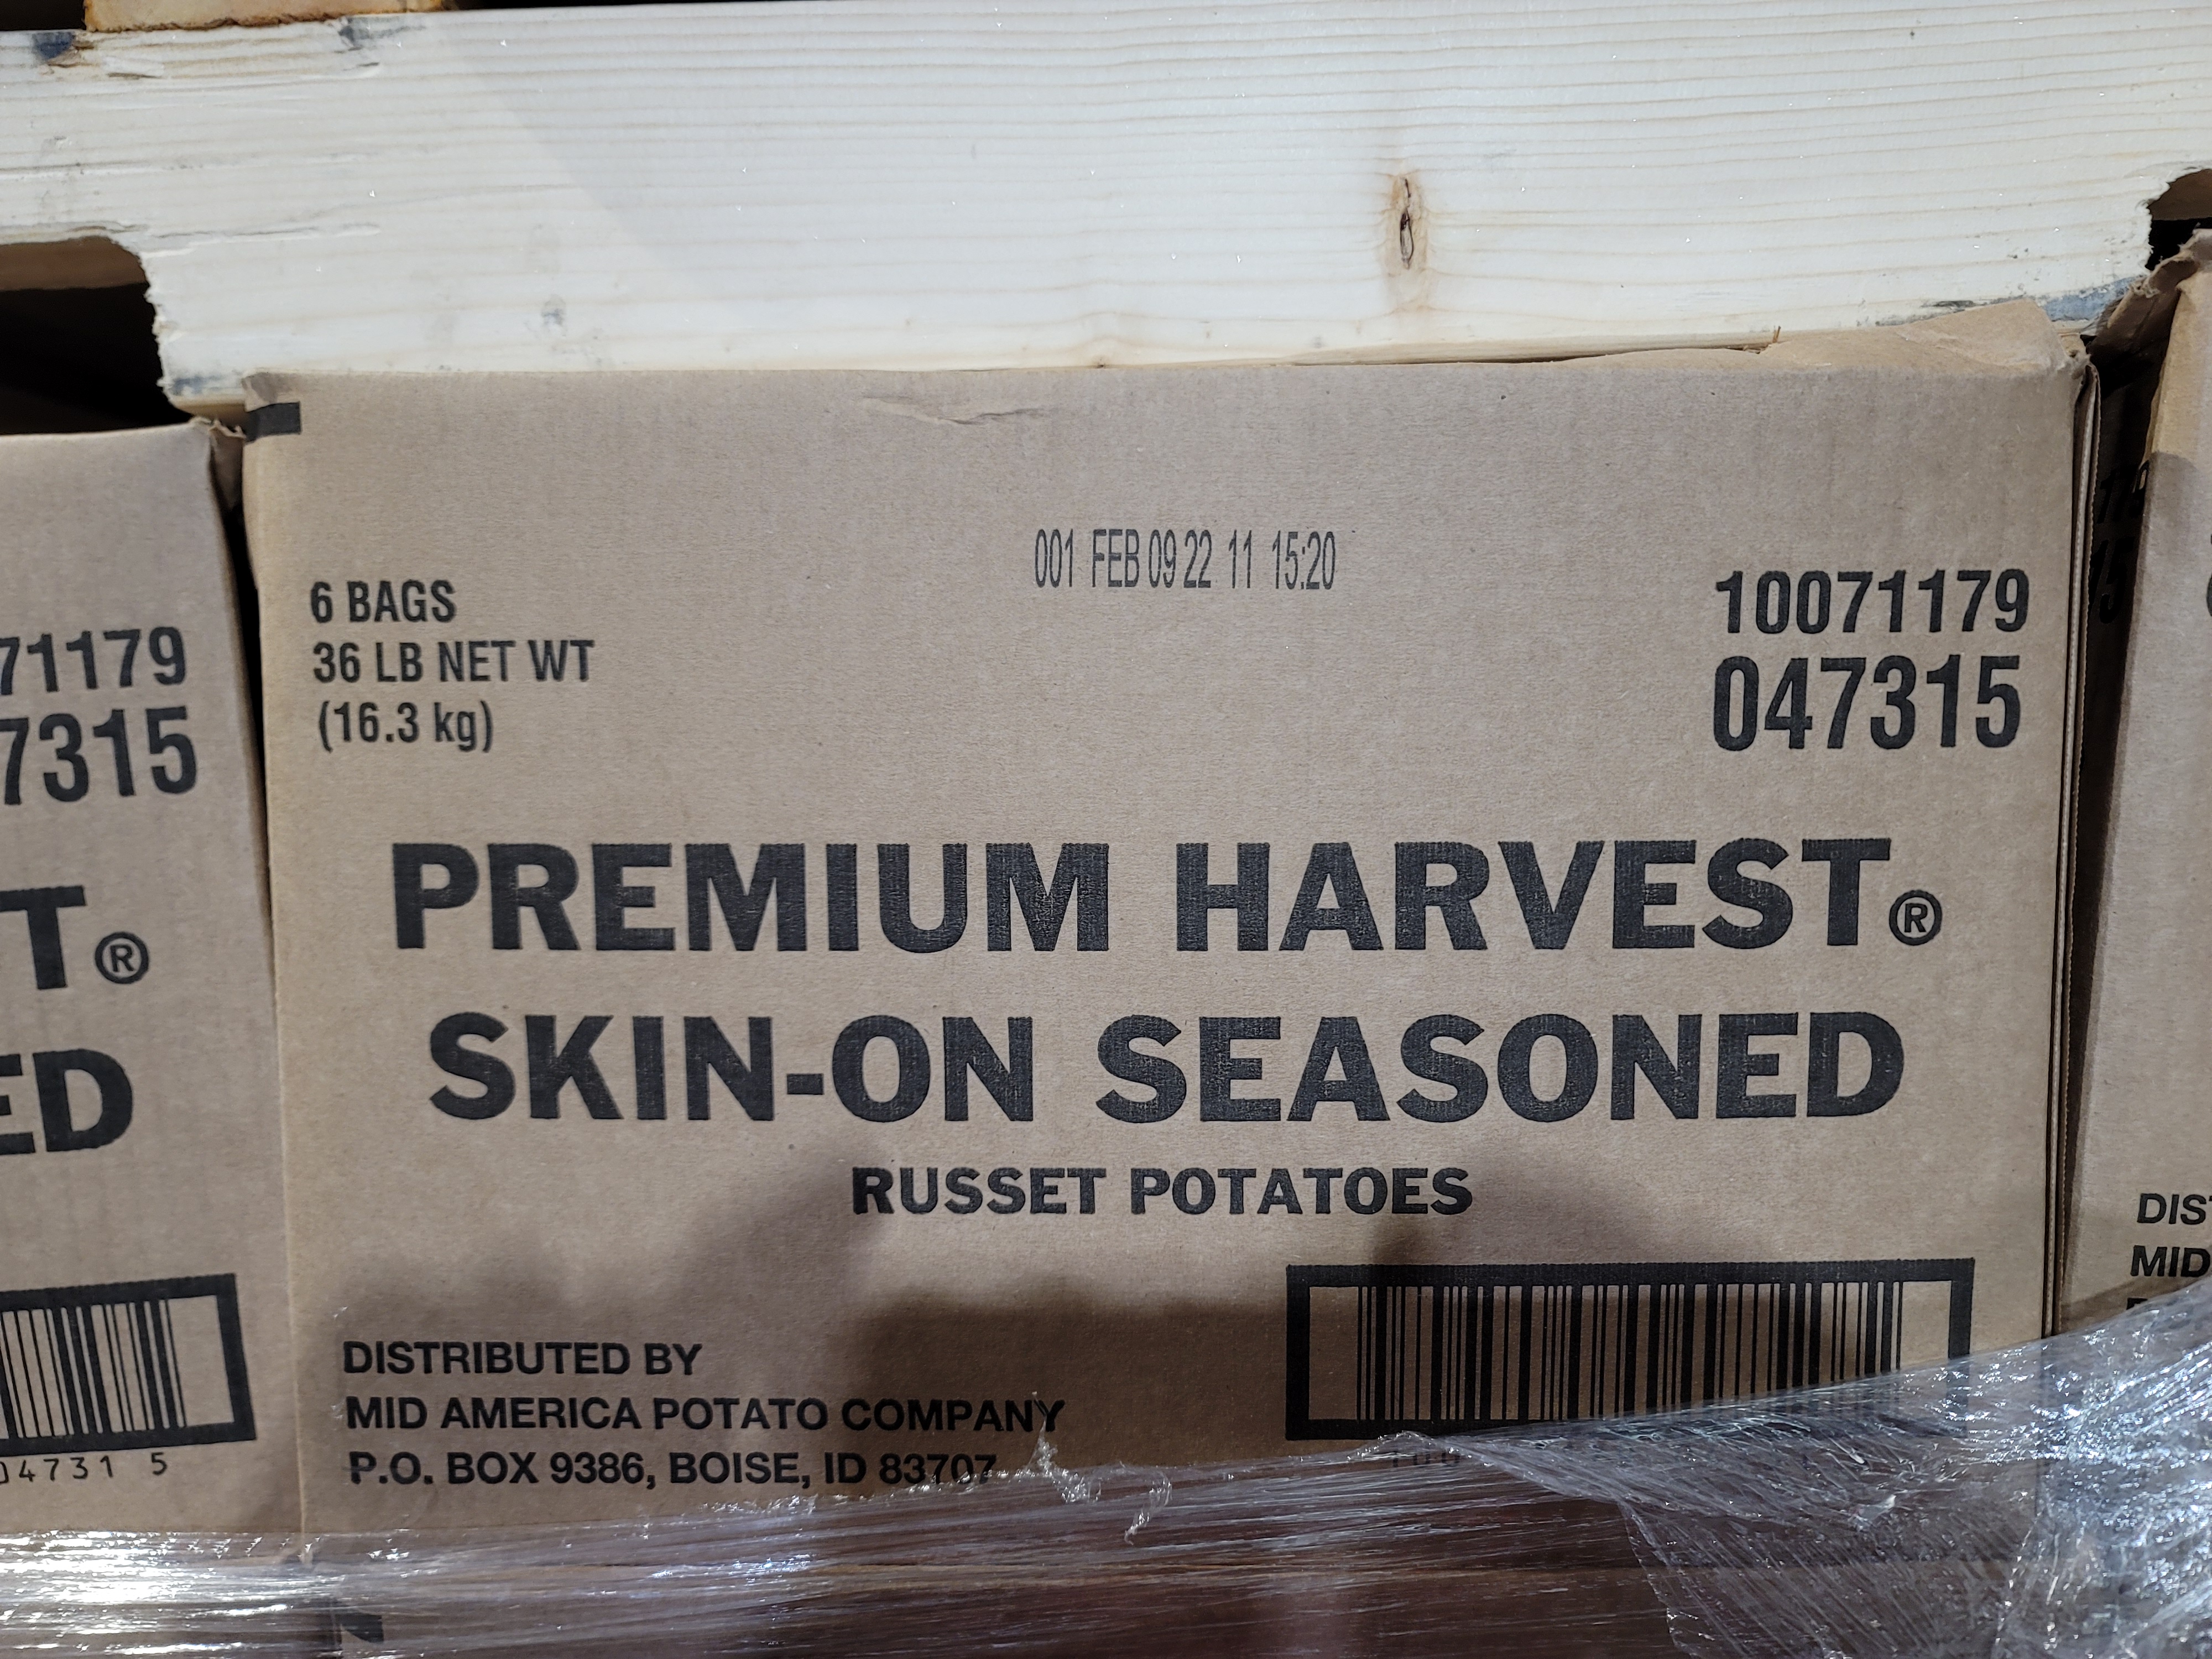 001 FEB 09 22 11 15:20
6 BAGS
36 LB NET WT
(16.3 kg)
10071179
047315
PREMIUM HARVEST®
SKIN-ON SEASONED
RUSSET POTATOES
DISTRIBUTED BY
MID AMERICA POTATO COMPANY
P.O. BOX 9386, BOISE, ID 83707
71179
7315
T®
ED
04731 5
DIS
MID